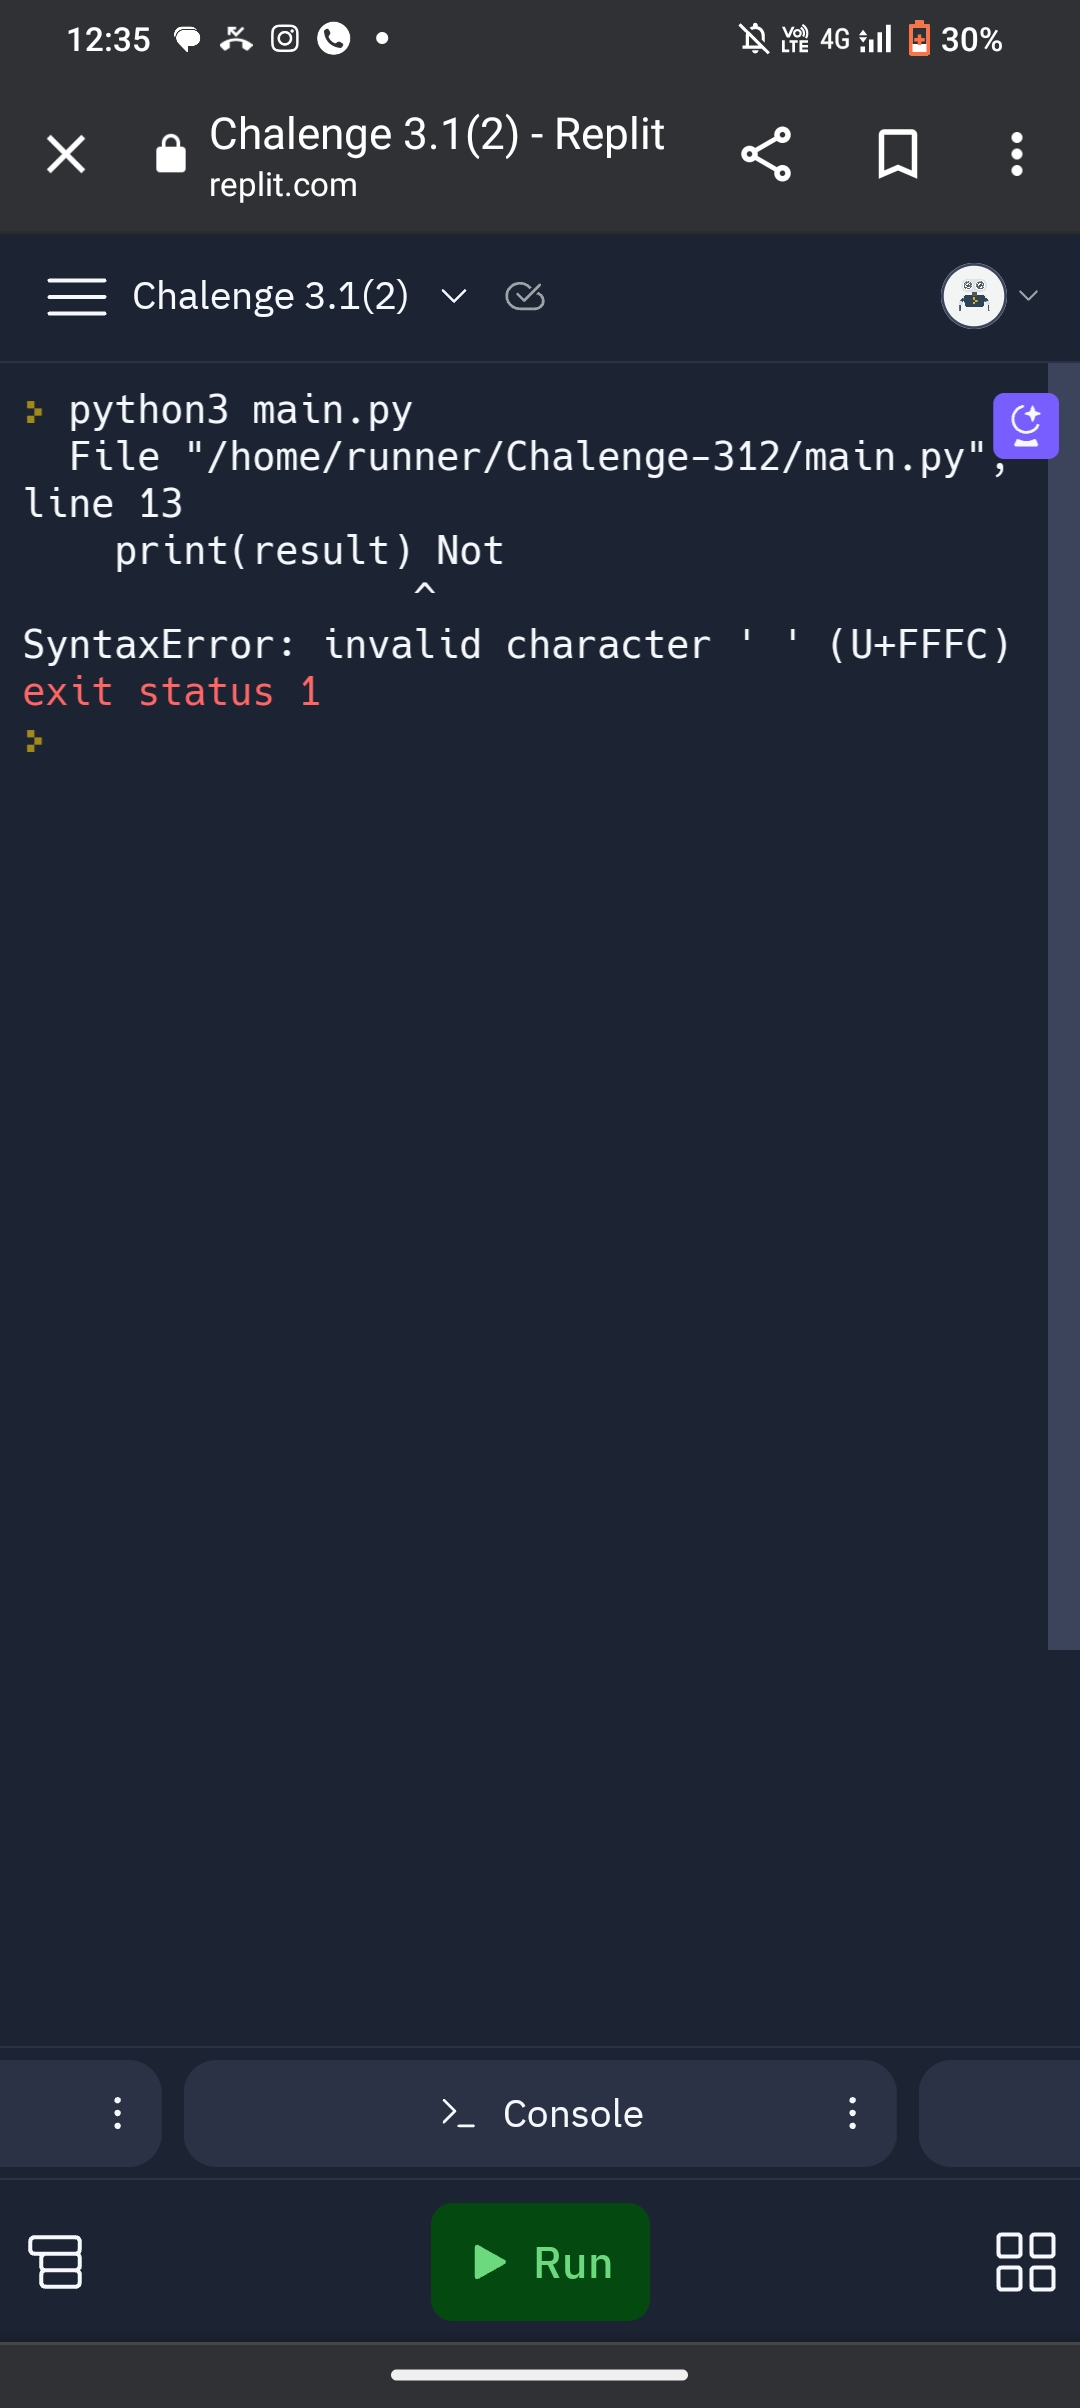 12:35 Vo) LTE 4G 30%
Chalenge 3.1(2) - Replit
replit.com
Chalenge 3.1(2)
python3 main.py
File "/home/runner/Chalenge-312/main.py",
line 13
print(result) Not
^
SyntaxError: invalid character ' ' (U+FFFC)
exit status 1
>_ Console
Run